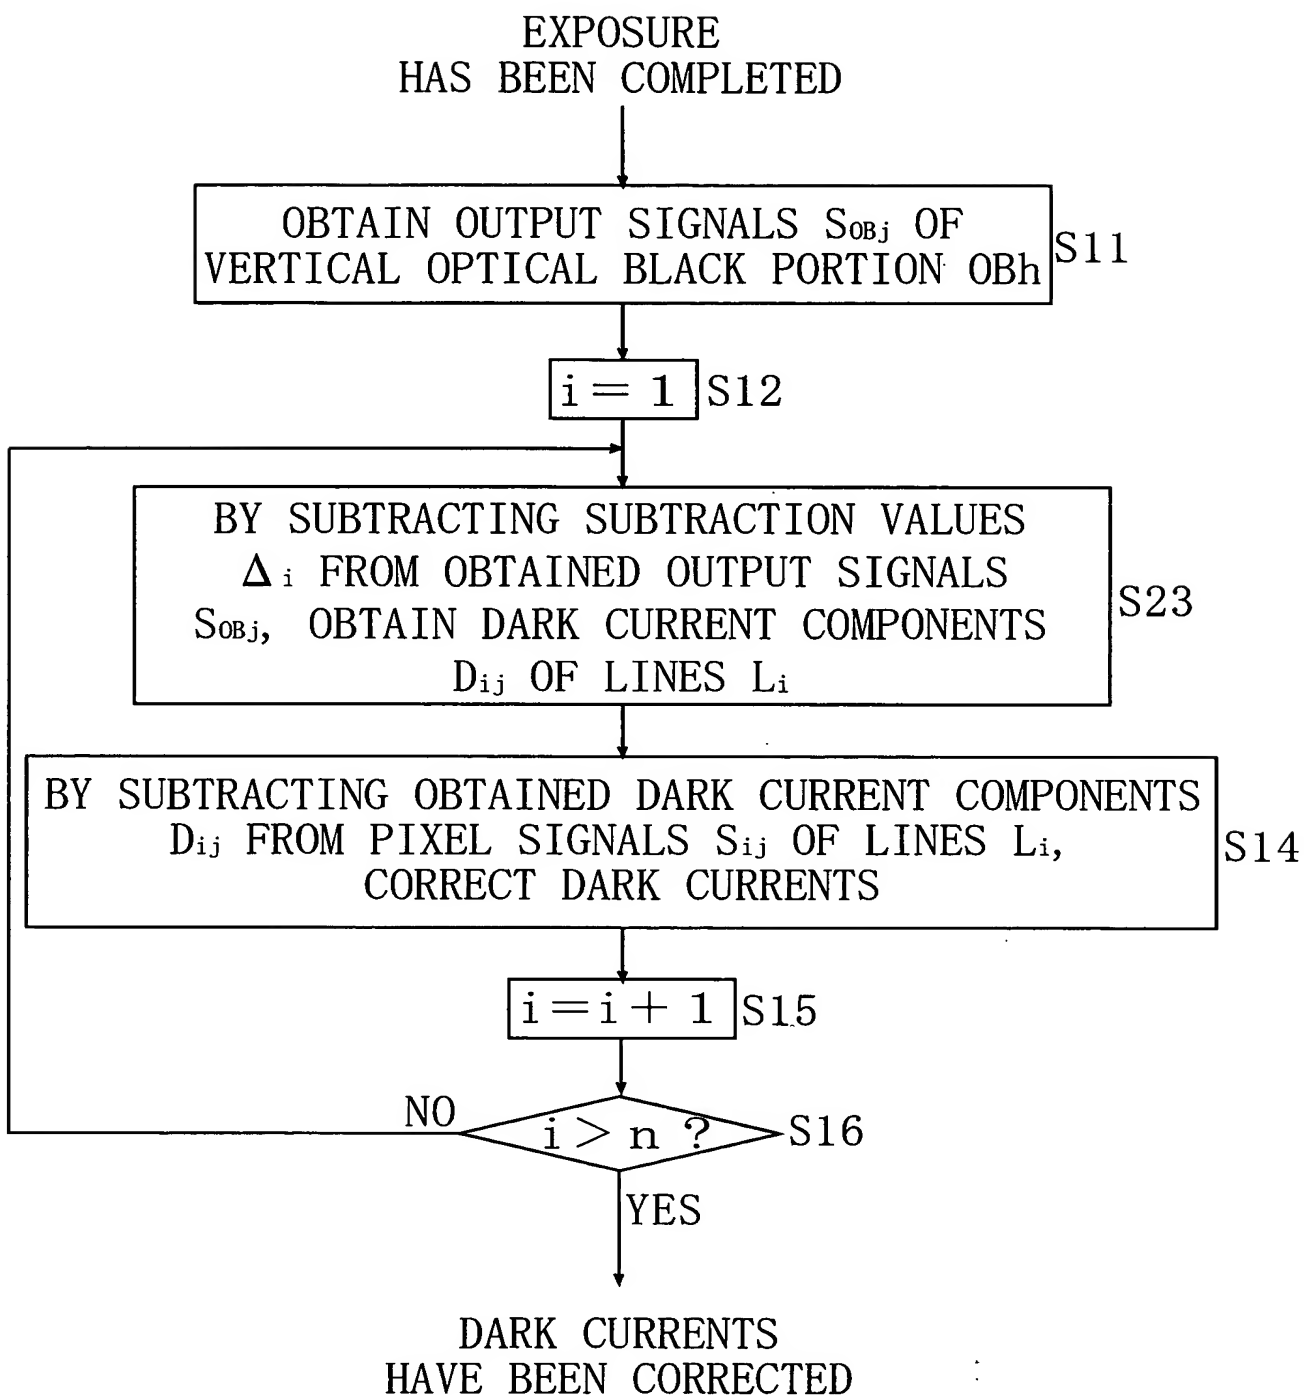 EXPOSURE
HAS BEEN COMPLETED
OBTAIN OUTPUT SIGNALS SOBj OF
VERTICAL OPTICAL BLACK PORTION OBh
S11
i = 1
S12
BY SUBTRACTING SUBTRACTION VALUES
Δi FROM OBTAINED OUTPUT SIGNALS
SOBj, OBTAIN DARK CURRENT COMPONENTS
Dij OF LINES Li
S23
BY SUBTRACTING OBTAINED DARK CURRENT COMPONENTS
Dij FROM PIXEL SIGNALS Sij OF LINES Li,
CORRECT DARK CURRENTS
S14
i = i + 1
S15
NO
i > n ?
S16
YES
DARK CURRENTS
HAVE BEEN CORRECTED